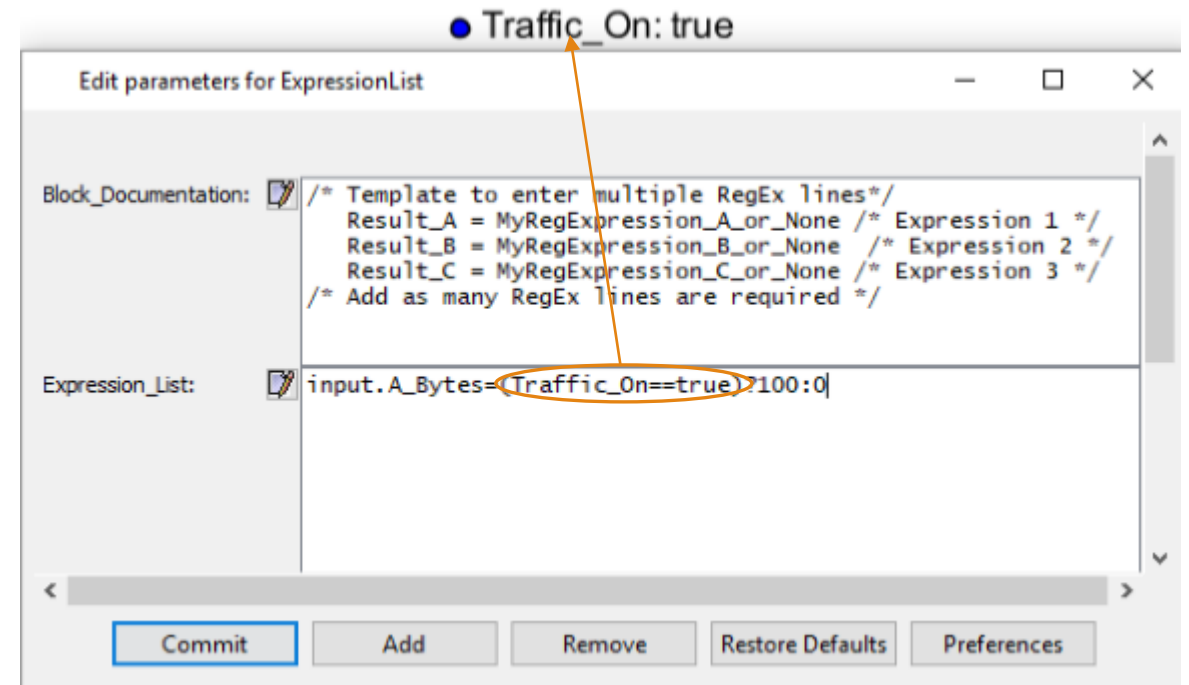 Traffic_On: true
Edit parameters for ExpressionList
Block_Documentation:
/* Template to enter multiple RegEx lines*/
Result_A = MyRegExpression_A_or_None /* Expression 1 */
Result_B = MyRegExpression_B_or_None /* Expression 2 */
Result_C = MyRegExpression_C_or_None /* Expression 3 */
/* Add as many RegEx lines are required */
Expression_List:
input.A_Bytes=(Traffic_On==true)?100:0
Commit Add Remove Restore Defaults Preferences